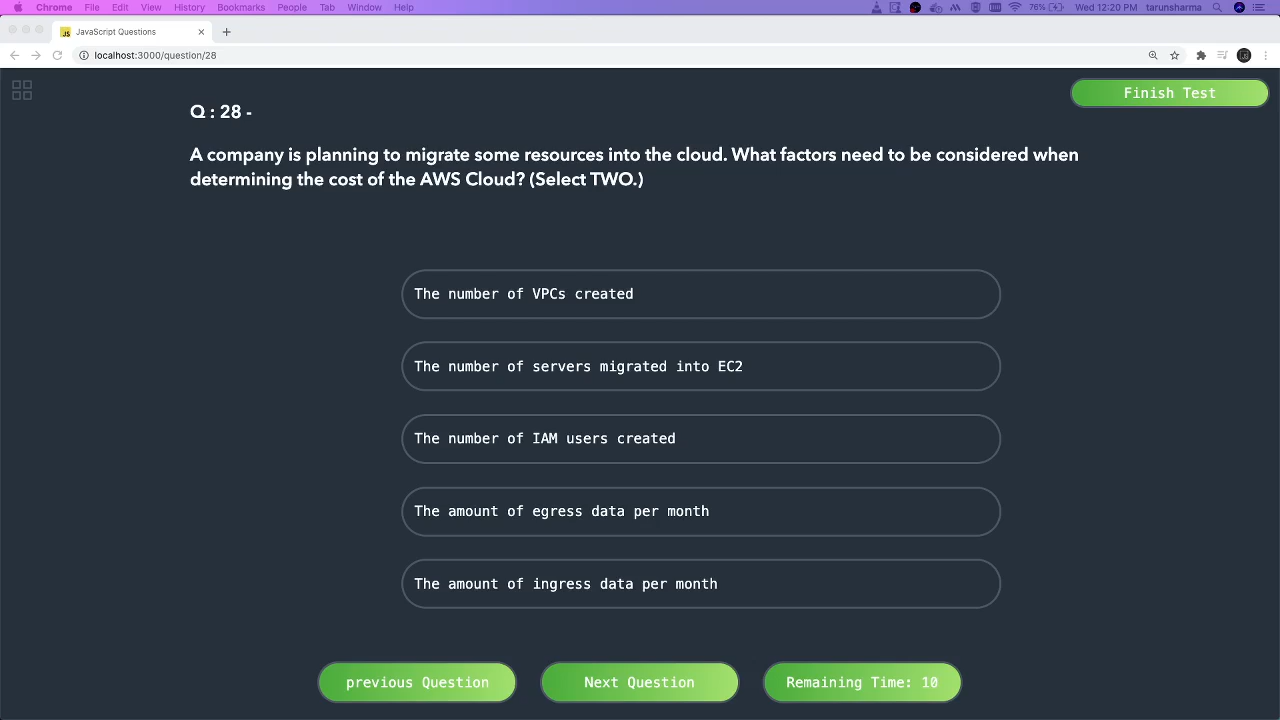 Chrome File Edit View History Bookmarks People Tab Window Help 76% Wed 12:20 PM tarunsharma
JS JavaScript Questions
localhost:3000/question/28
Finish Test
Q : 28 -
A company is planning to migrate some resources into the cloud. What factors need to be considered when
determining the cost of the AWS Cloud? (Select TWO.)
The number of VPCs created
The number of servers migrated into EC2
The number of IAM users created
The amount of egress data per month
The amount of ingress data per month
previous Question
Next Question
Remaining Time: 10